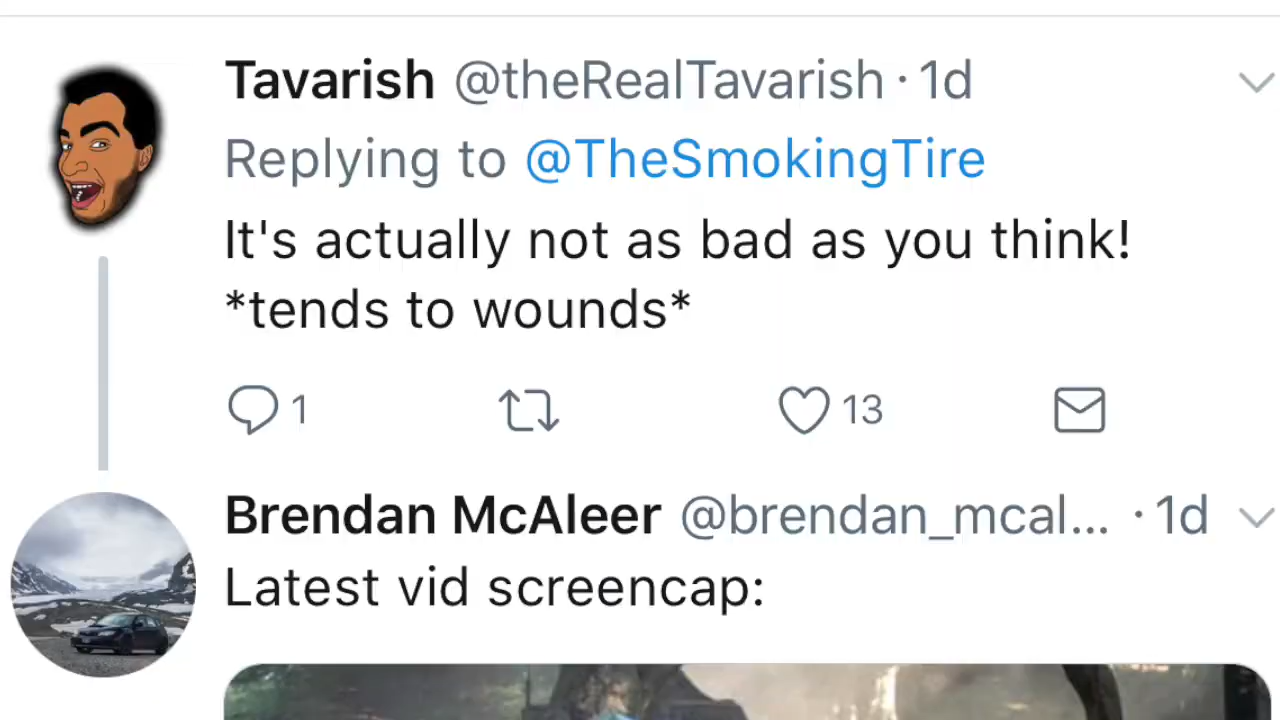 Tavarish @theRealTavarish · 1d
Replying to @TheSmokingTire
It's actually not as bad as you think!
*tends to wounds*
1 13
Brendan McAleer @brendan_mcal... · 1d
Latest vid screencap: